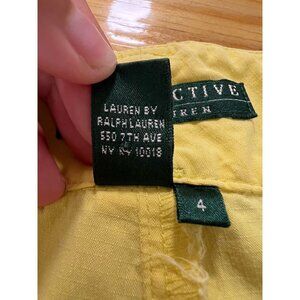 LAUREN BY
RALPH LAUREN
550 7TH AVE
NY NY 10018
CTIVE
UREN
4